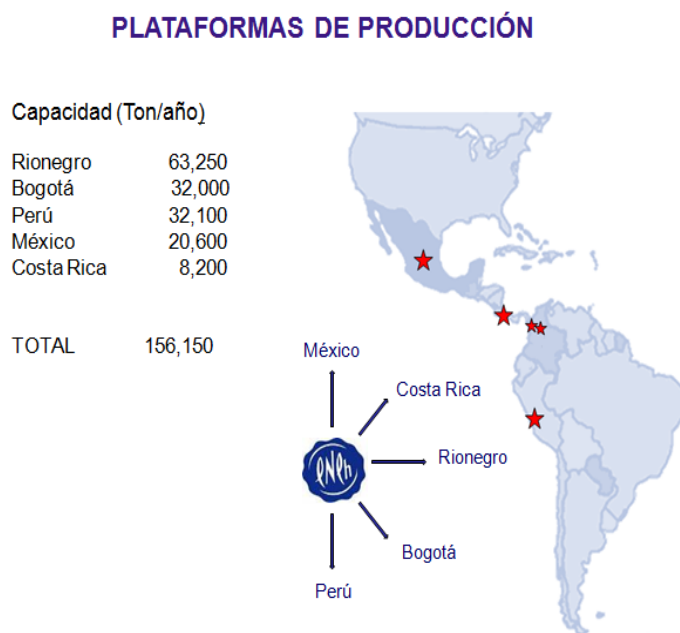 PLATAFORMAS DE PRODUCCIÓN
Capacidad (Ton/año)
Rionegro 63,250
Bogotá 32,000
Perú 32,100
México 20,600
Costa Rica 8,200
TOTAL 156,150
México
Costa Rica
Rionegro
Bogotá
Perú